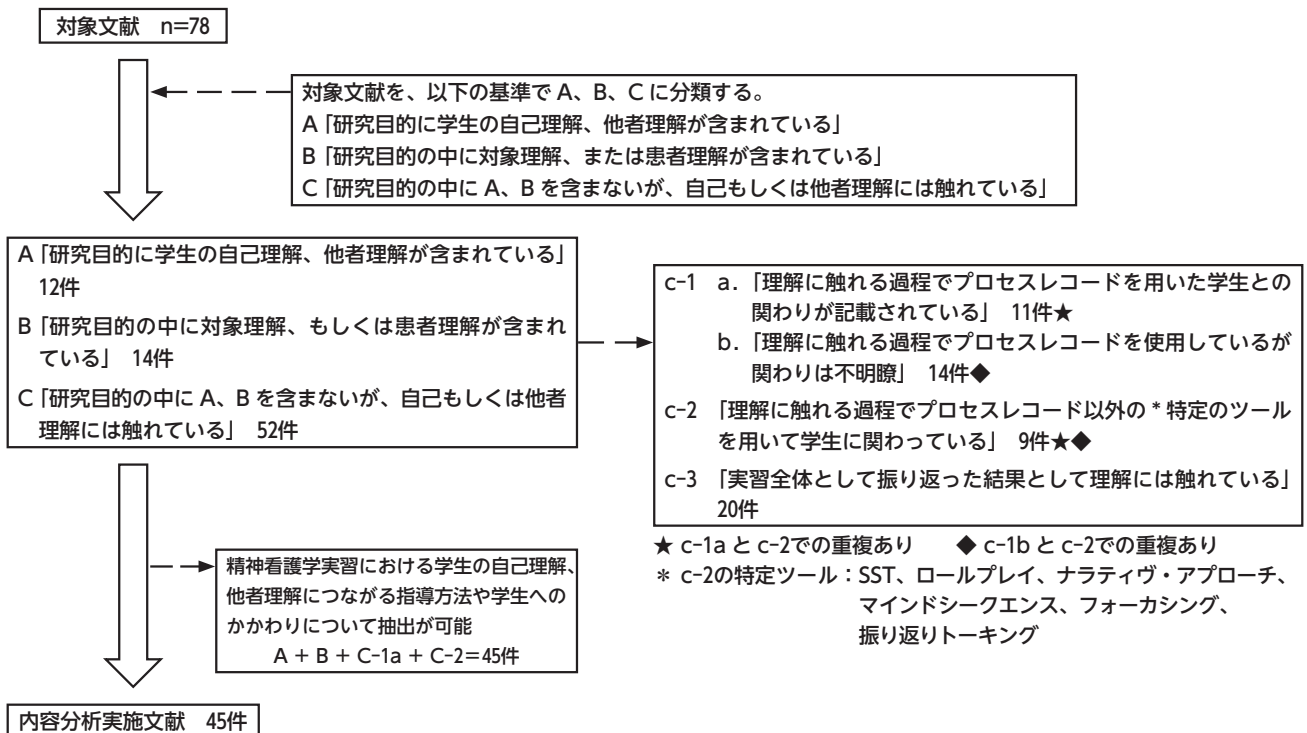 対象文献 n=78
対象文献を、以下の基準で A、B、C に分類する。
A「研究目的に学生の自己理解、他者理解が含まれている」
B「研究目的の中に対象理解、または患者理解が含まれている」
C「研究目的の中に A、B を含まないが、自己もしくは他者理解には触れている」
A「研究目的に学生の自己理解、他者理解が含まれている」
12件
B「研究目的の中に対象理解、もしくは患者理解が含まれ
ている」 14件
C「研究目的の中に A、B を含まないが、自己もしくは他者
理解には触れている」 52件
c-1 a.「理解に触れる過程でプロセスレコードを用いた学生との
関わりが記載されている」 11件★
b.「理解に触れる過程でプロセスレコードを使用しているが
関わりは不明瞭」 14件◆
c-2 「理解に触れる過程でプロセスレコード以外の * 特定のツール
を用いて学生に関わっている」 9件★◆
c-3 「実習全体として振り返った結果として理解には触れている」
20件
★ c-1a と c-2での重複あり ◆ c-1b と c-2での重複あり
* c-2の特定ツール：SST、ロールプレイ、ナラティヴ・アプローチ、
マインドシークエンス、フォーカシング、
振り返りトーキング
精神看護学実習における学生の自己理解、
他者理解につながる指導方法や学生への
かかわりについて抽出が可能
A + B + C-1a + C-2=45件
内容分析実施文献 45件